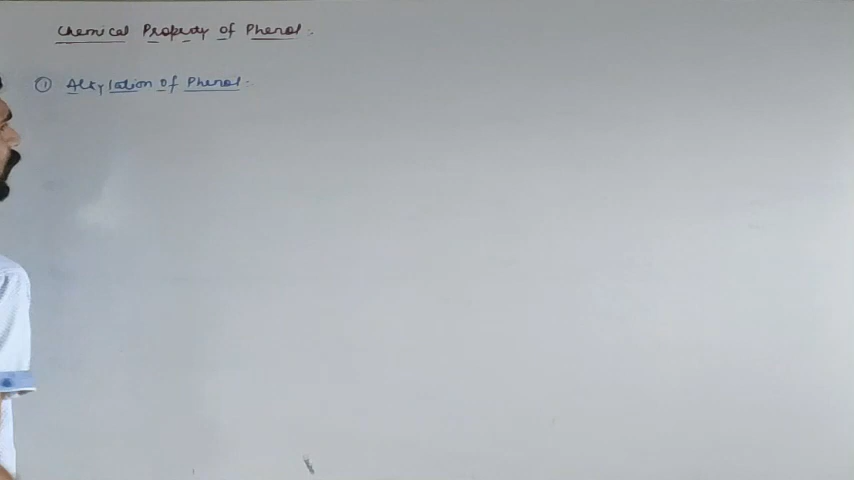 Chemical Property of Phenol :-
① Alkylation of Phenol :-